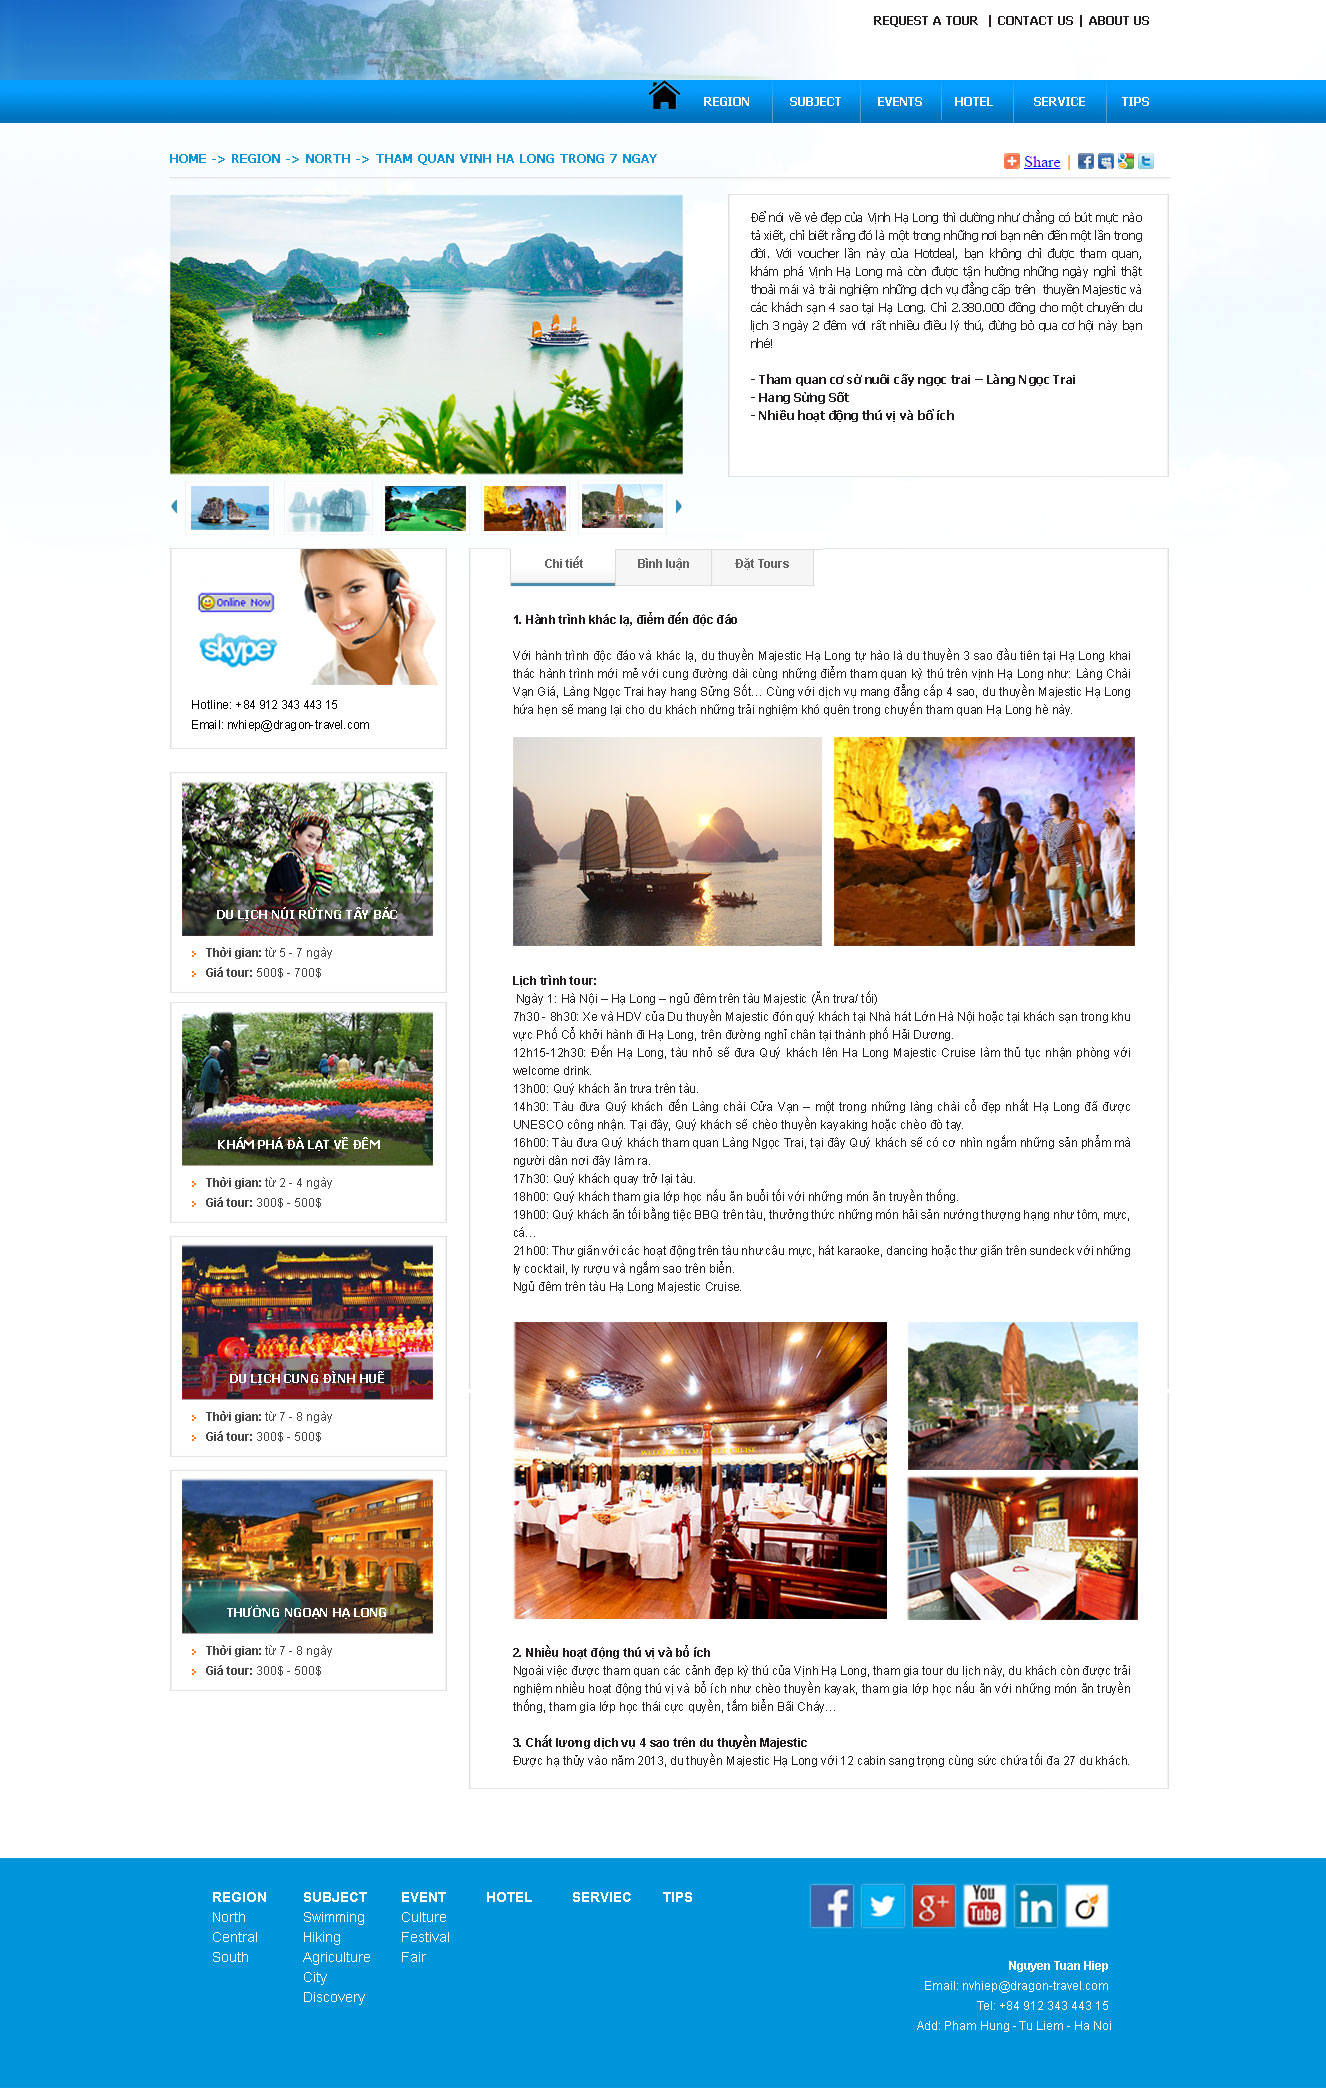 REQUEST A TOUR | CONTACT US | ABOUT US
REGION SUBJECT EVENTS HOTEL SERVICE TIPS
HOME -> REGION -> NORTH -> THAM QUAN VINH HA LONG TRONG 7 NGAY
Share |
Để nói về vẻ đẹp của Vịnh Hạ Long thì dường như chẳng có bút mực nào
tả xiết, chỉ biết rằng đó là một trong những nơi bạn nên đến một lần trong
đời. Với voucher lần này của Hotdeal, bạn không chỉ được tham quan,
khám phá Vịnh Hạ Long mà còn được tận hưởng những ngày nghỉ thật
thoải mái và trải nghiệm những dịch vụ đẳng cấp trên thuyền Majestic và
các khách sạn 4 sao tại Hạ Long. Chỉ 2.380.000 đồng cho một chuyến du
lịch 3 ngày 2 đêm với rất nhiều điều lý thú, đừng bỏ qua cơ hội này bạn
nhé!
- Tham quan cơ sở nuôi cấy ngọc trai – Làng Ngọc Trai
- Hang Sửng Sốt
- Nhiều hoạt động thú vị và bổ ích
Online Now
skype
Hotline: +84 912 343 443 15
Email: nvhiep@dragon-travel.com
DU LỊCH NÚI RỪNG TÂY BẮC
Thời gian: từ 5 - 7 ngày
Giá tour: 500$ - 700$
KHÁM PHÁ ĐÀ LẠT VỀ ĐÊM
Thời gian: từ 2 - 4 ngày
Giá tour: 300$ - 500$
DU LỊCH CUNG ĐÌNH HUẾ
Thời gian: từ 7 - 8 ngày
Giá tour: 300$ - 500$
THƯỞNG NGOẠN HẠ LONG
Thời gian: từ 7 - 8 ngày
Giá tour: 300$ - 500$
Chi tiết Bình luận Đặt Tours
1. Hành trình khác lạ, điểm đến độc đáo
Với hành trình độc đáo và khác lạ, du thuyền Majestic Hạ Long tự hào là du thuyền 3 sao đầu tiên tại Hạ Long khai
thác hành trình mới mẻ với cung đường dài cùng những điểm tham quan kỳ thú trên vịnh Hạ Long như: Làng Chài
Vạn Giá, Làng Ngọc Trai hay hang Sửng Sốt... Cùng với dịch vụ mang đẳng cấp 4 sao, du thuyền Majestic Hạ Long
hứa hẹn sẽ mang lại cho du khách những trải nghiệm khó quên trong chuyến tham quan Hạ Long hè này.
Lịch trình tour:
Ngày 1: Hà Nội – Hạ Long – ngủ đêm trên tàu Majestic (Ăn trưa/ tối)
7h30 - 8h30: Xe và HDV của Du thuyền Majestic đón quý khách tại Nhà hát Lớn Hà Nội hoặc tại khách sạn trong khu
vực Phố Cổ khởi hành đi Hạ Long, trên đường nghỉ chân tại thành phố Hải Dương.
12h15-12h30: Đến Hạ Long, tàu nhỏ sẽ đưa Quý khách lên Ha Long Majestic Cruise làm thủ tục nhận phòng với
welcome drink.
13h00: Quý khách ăn trưa trên tàu.
14h30: Tàu đưa Quý khách đến Làng chài Cửa Vạn – một trong những làng chài cổ đẹp nhất Hạ Long đã được
UNESCO công nhận. Tại đây, Quý khách sẽ chèo thuyền kayaking hoặc chèo đò tay.
16h00: Tàu đưa Quý khách tham quan Làng Ngọc Trai, tại đây Quý khách sẽ có cơ nhìn ngắm những sản phẩm mà
người dân nơi đây làm ra.
17h30: Quý khách quay trở lại tàu.
18h00: Quý khách tham gia lớp học nấu ăn buổi tối với những món ăn truyền thống.
19h00: Quý khách ăn tối bằng tiệc BBQ trên tàu, thưởng thức những món hải sản nướng thượng hạng như tôm, mực,
cá...
21h00: Thư giãn với các hoạt động trên tàu như câu mực, hát karaoke, dancing hoặc thư giãn trên sundeck với những
ly cocktail, ly rượu và ngắm sao trên biển.
Ngủ đêm trên tàu Hạ Long Majestic Cruise.
2. Nhiều hoạt động thú vị và bổ ích
Ngoài việc được tham quan các cảnh đẹp kỳ thú của Vịnh Hạ Long, tham gia tour du lịch này, du khách còn được trải
nghiệm nhiều hoạt động thú vị và bổ ích như chèo thuyền kayak, tham gia lớp học nấu ăn với những món ăn truyền
thống, tham gia lớp học thái cực quyền, tắm biển Bãi Cháy...
3. Chất lương dịch vụ 4 sao trên du thuyền Majestic
Được hạ thủy vào năm 2013, du thuyền Majestic Hạ Long với 12 cabin sang trọng cùng sức chứa tối đa 27 du khách.
REGION SUBJECT EVENT HOTEL SERVIEC TIPS
North Swimming Culture
Central Hiking Festival
South Agriculture Fair
City
Discovery
You Tube
Nguyen Tuan Hiep
Email: nvhiep@dragon-travel.com
Tel: +84 912 343 443 15
Add: Pham Hung - Tu Liem - Ha Noi